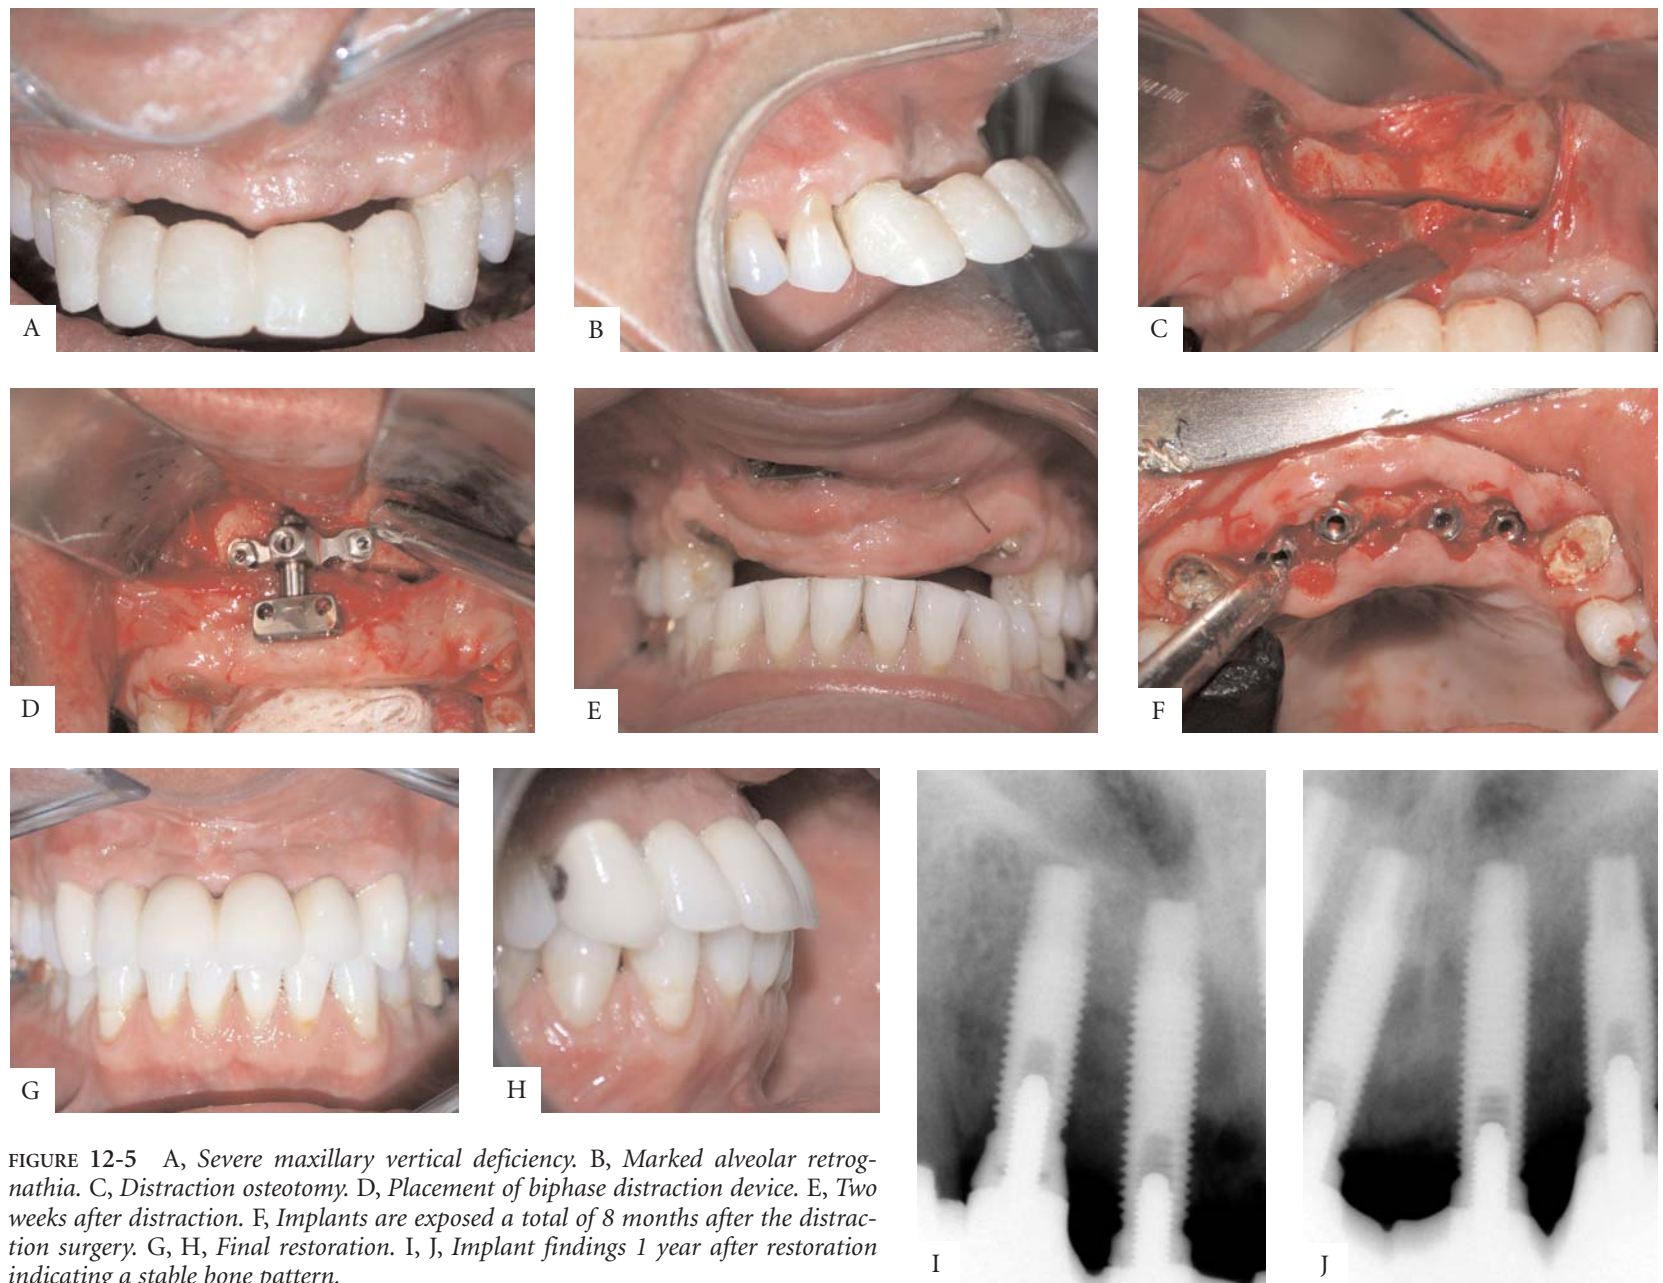 A
B
C
D
E
F
G
H
I
J
FIGURE 12-5 A, Severe maxillary vertical deficiency. B, Marked alveolar retrog-
nathia. C, Distraction osteotomy. D, Placement of biphase distraction device. E, Two
weeks after distraction. F, Implants are exposed a total of 8 months after the distrac-
tion surgery. G, H, Final restoration. I, J, Implant findings 1 year after restoration
indicating a stable bone pattern.